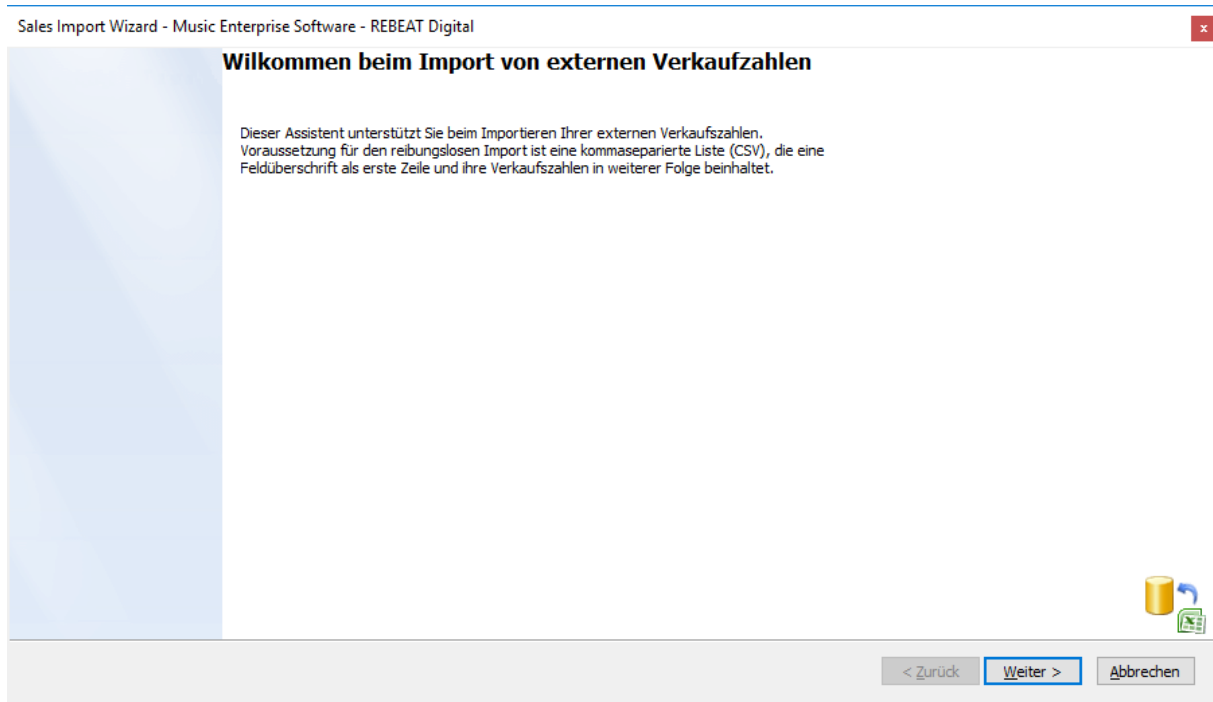 Sales Import Wizard - Music Enterprise Software - REBEAT Digital
x
Wilkommen beim Import von externen Verkaufzahlen
Dieser Assistent unterstützt Sie beim Importieren Ihrer externen Verkaufszahlen.
Voraussetzung für den reibungslosen Import ist eine kommaseparierte Liste (CSV), die eine
Feldüberschrift als erste Zeile und ihre Verkaufszahlen in weiterer Folge beinhaltet.
< Zurück Weiter > Abbrechen